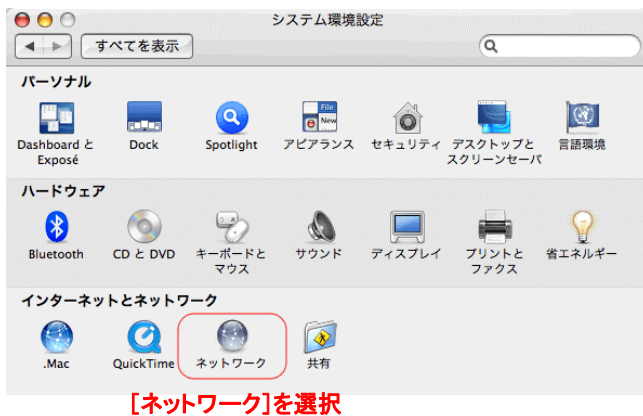 システム環境設定
すべてを表示
パーソナル
File
New
Dashboard と
Exposé
Dock
Spotlight
アピアランス
セキュリティ
デスクトップと
スクリーンセーバ
言語環境
ハードウェア
Bluetooth
CD と DVD
キーボードと
マウス
サウンド
ディスプレイ
プリントと
ファクス
省エネルギー
インターネットとネットワーク
.Mac
QuickTime
ネットワーク
共有
[ネットワーク]を選択